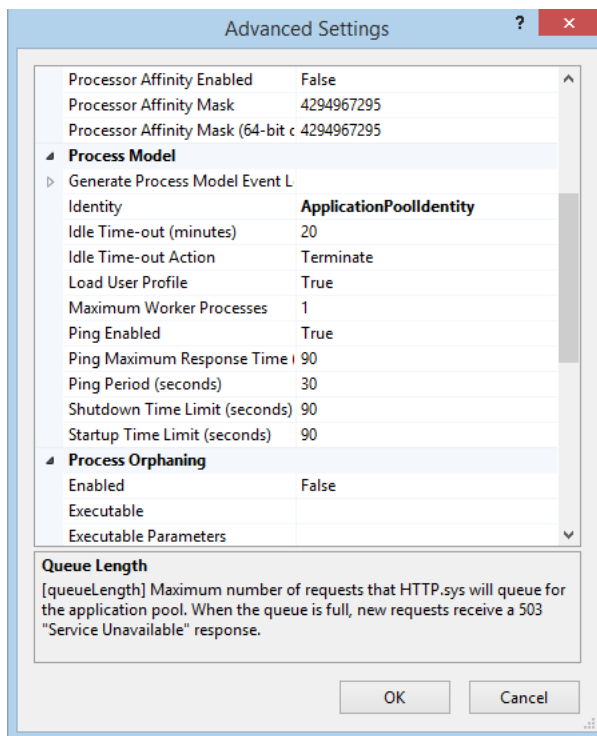 Advanced Settings
?
Processor Affinity Enabled False
Processor Affinity Mask 4294967295
Processor Affinity Mask (64-bit c 4294967295
Process Model
Generate Process Model Event L
Identity ApplicationPoolIdentity
Idle Time-out (minutes) 20
Idle Time-out Action Terminate
Load User Profile True
Maximum Worker Processes 1
Ping Enabled True
Ping Maximum Response Time ( 90
Ping Period (seconds) 30
Shutdown Time Limit (seconds) 90
Startup Time Limit (seconds) 90
Process Orphaning
Enabled False
Executable
Executable Parameters
Queue Length
[queueLength] Maximum number of requests that HTTP.sys will queue for
the application pool. When the queue is full, new requests receive a 503
"Service Unavailable" response.
OK Cancel